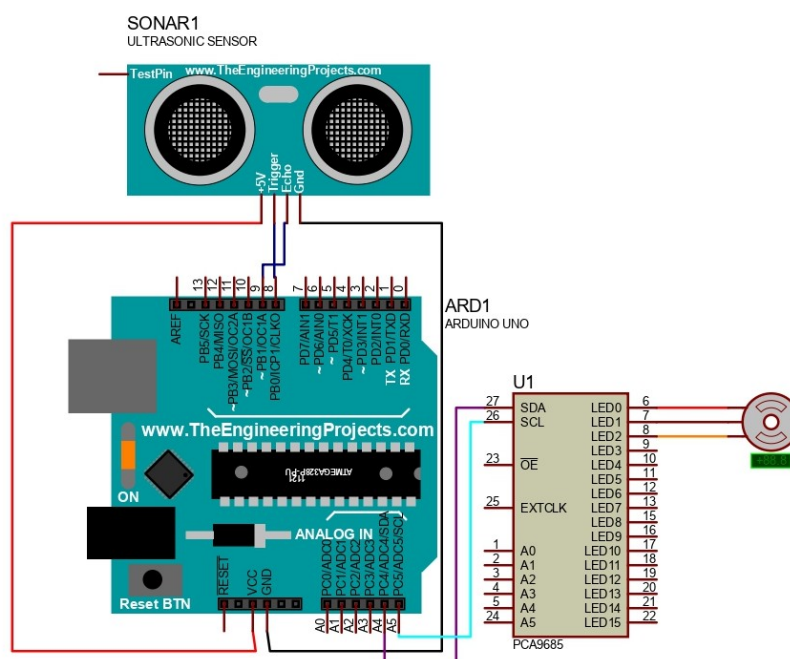 SONAR1
ULTRASONIC SENSOR
TestPin
www.TheEngineeringProjects.com
+5V
Trigger
Echo
Gnd
13
12
11
10
9
8
7
6
5
4
3
2
1
0
AREF
PB5/SCK
PB4/MISO
~PB3/MOSI/OC2A
~PB2/SS/OC1B
~PB1/OC1A
PB0/ICP1/CLKO
PD7/AIN1
~PD6/AIN0
~PD5/T1
PD4/T0/XCK
~PD3/INT1
PD2/INT0
PD1/TXD
PD0/RXD
TX
RX
ARD1
ARDUINO UNO
www.TheEngineeringProjects.com
ATMEGA328P-PU
1121
ON
ANALOG IN
Reset BTN
RESET
VCC
GND
PC0/ADC0
PC1/ADC1
PC2/ADC2
PC3/ADC3
PC4/ADC4/SDA
PC5/ADC5/SCL
A0
A1
A2
A3
A4
A5
U1
27 SDA LED0 6
26 SCL LED1 7
LED2 8
LED3 9
23 OE LED4 10
LED5 11
LED6 12
25 EXTCLK LED7 13
LED8 15
LED9 16
1 A0 LED10 17
2 A1 LED11 18
3 A2 LED12 19
4 A3 LED13 20
5 A4 LED14 21
24 A5 LED15 22
PCA9685